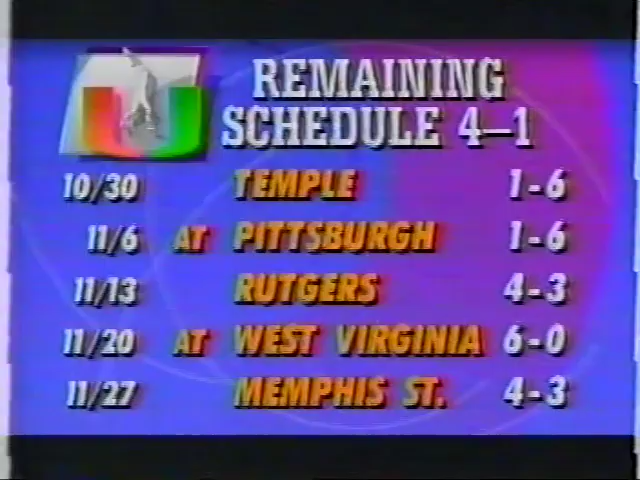 U
REMAINING
SCHEDULE 4–1
10/30 TEMPLE 1-6
11/6 AT PITTSBURGH 1-6
11/13 RUTGERS 4-3
11/20 AT WEST VIRGINIA 6-0
11/27 MEMPHIS ST. 4-3